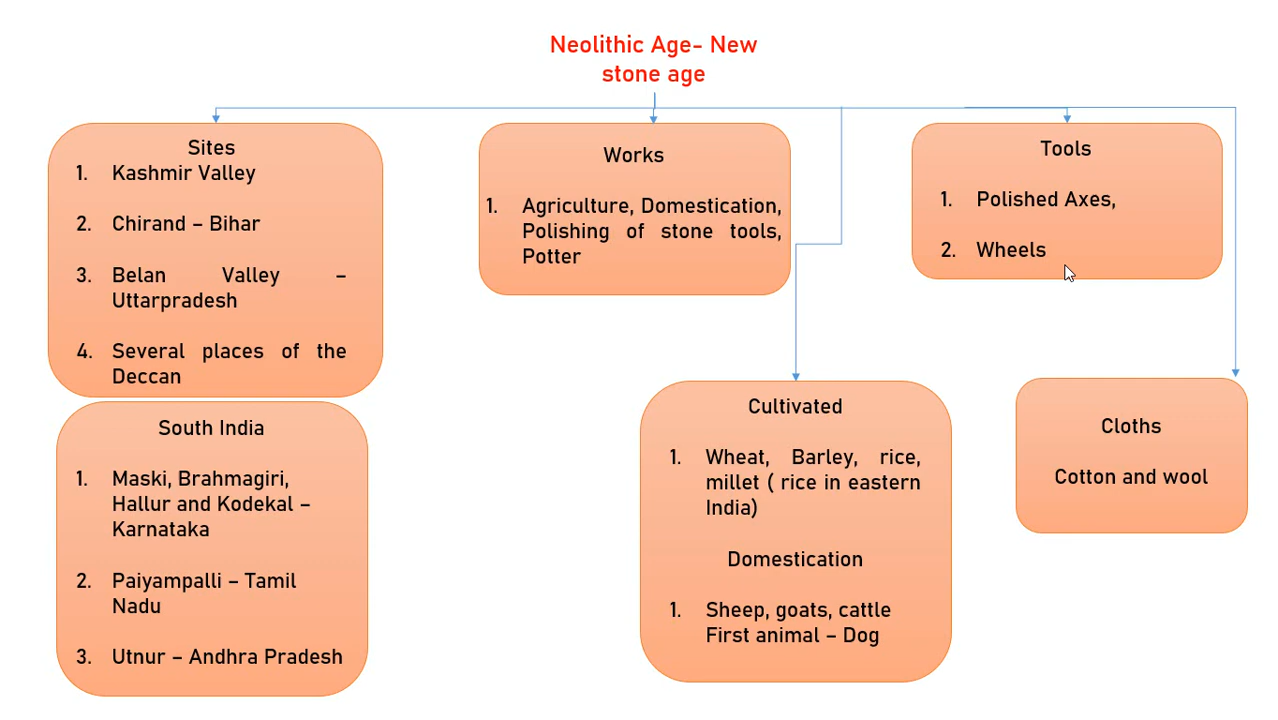 Neolithic Age- New
stone age
Sites
1. Kashmir Valley
2. Chirand – Bihar
3. Belan Valley –
Uttarpradesh
4. Several places of the
Deccan
South India
1. Maski, Brahmagiri,
Hallur and Kodekal –
Karnataka
2. Paiyampalli – Tamil
Nadu
3. Utnur – Andhra Pradesh
Works
1. Agriculture, Domestication,
Polishing of stone tools,
Potter
Cultivated
1. Wheat, Barley, rice,
millet ( rice in eastern
India)
Domestication
1. Sheep, goats, cattle
First animal – Dog
Tools
1. Polished Axes,
2. Wheels
Cloths
Cotton and wool